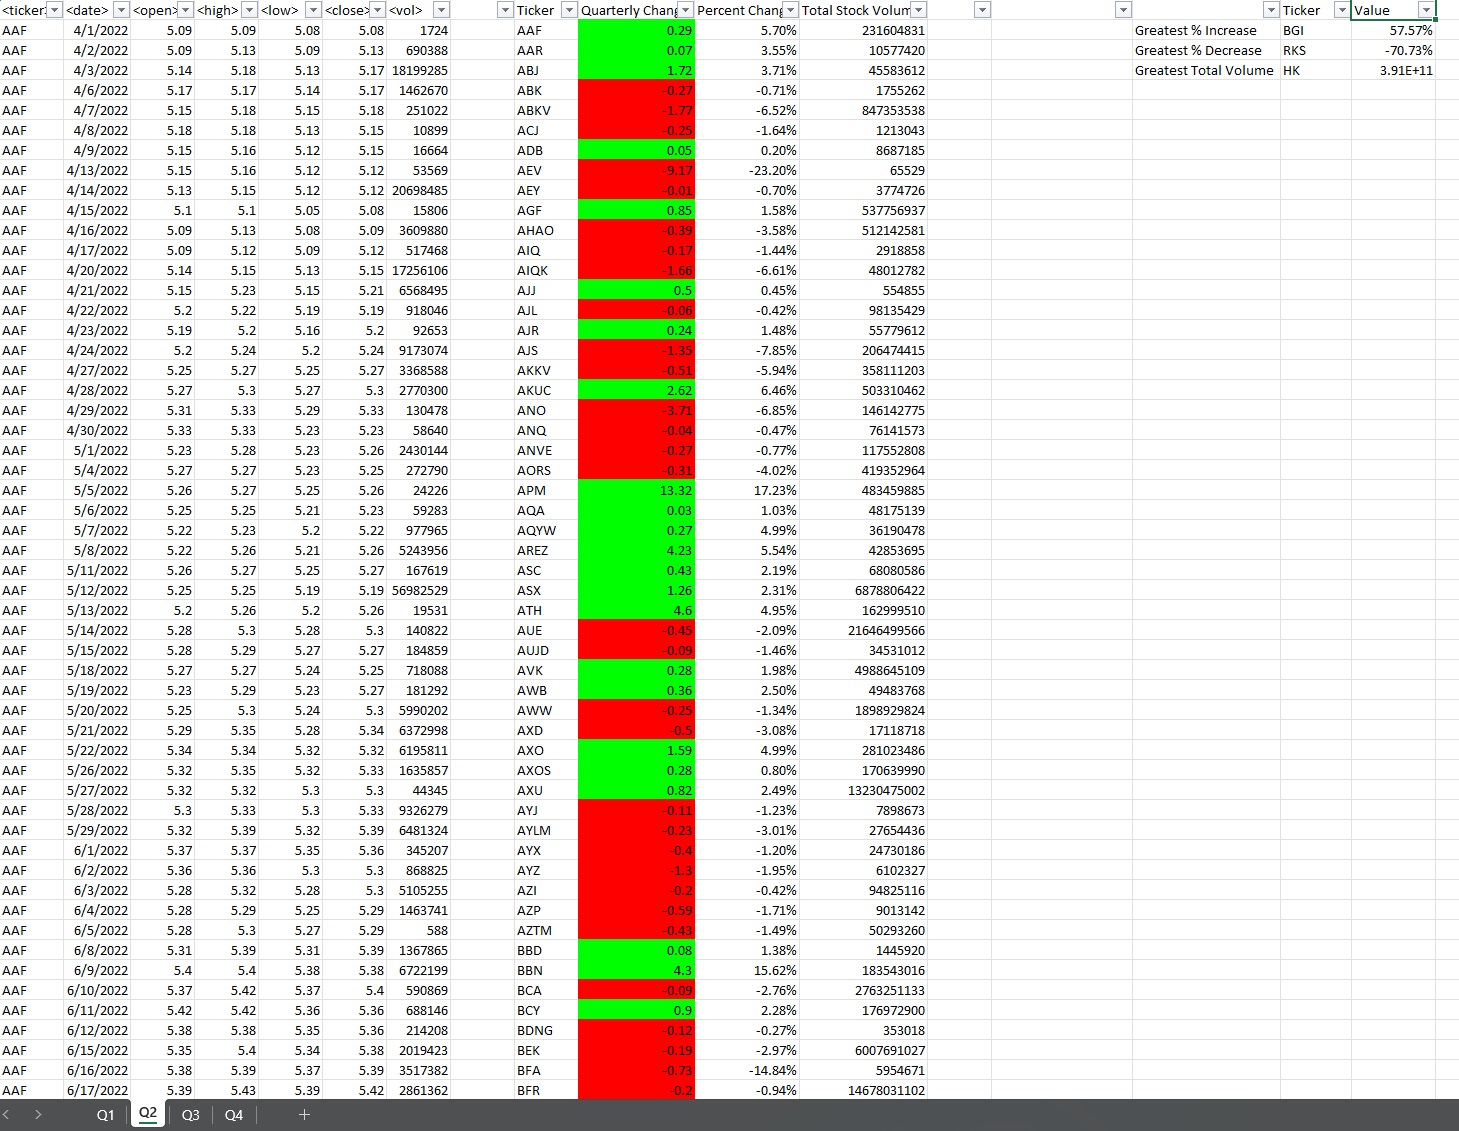 <ticker> <date> <open> <high> <low> <close> <vol> Ticker Quarterly Chang Percent Chang Total Stock Volum Ticker Value
AAF 4/1/2022 5.09 5.09 5.08 5.08 1724 AAF 0.29 5.70% 231604831 Greatest % Increase BGI 57.57%
AAF 4/2/2022 5.09 5.13 5.09 5.13 690388 AAR 0.07 3.55% 10577420 Greatest % Decrease RKS -70.73%
AAF 4/3/2022 5.14 5.18 5.13 5.17 18199285 ABJ 1.72 3.71% 45583612 Greatest Total Volume HK 3.91E+11
AAF 4/6/2022 5.17 5.17 5.14 5.17 1462670 ABK -0.27 -0.71% 1755262
AAF 4/7/2022 5.15 5.18 5.15 5.18 251022 ABKV -1.77 -6.52% 847353538
AAF 4/8/2022 5.18 5.18 5.13 5.15 10899 ACJ -0.25 -1.64% 1213043
AAF 4/9/2022 5.15 5.16 5.12 5.15 16664 ADB 0.05 0.20% 8687185
AAF 4/13/2022 5.15 5.16 5.12 5.12 53569 AEV -9.17 -23.20% 65529
AAF 4/14/2022 5.13 5.15 5.12 5.12 20698485 AEY -0.01 -0.70% 3774726
AAF 4/15/2022 5.1 5.1 5.05 5.08 15806 AGF 0.85 1.58% 537756937
AAF 4/16/2022 5.09 5.13 5.08 5.09 3609880 AHAO -0.39 -3.58% 512142581
AAF 4/17/2022 5.09 5.12 5.09 5.12 517468 AIQ -0.17 -1.44% 2918858
AAF 4/20/2022 5.14 5.15 5.13 5.15 17256106 AIQK -1.66 -6.61% 48012782
AAF 4/21/2022 5.15 5.23 5.15 5.21 6568495 AJJ 0.5 0.45% 554855
AAF 4/22/2022 5.2 5.22 5.19 5.19 918046 AJL -0.06 -0.42% 98135429
AAF 4/23/2022 5.19 5.2 5.16 5.2 92653 AJR 0.24 1.48% 55779612
AAF 4/24/2022 5.2 5.24 5.2 5.24 9173074 AJS -1.35 -7.85% 206474415
AAF 4/27/2022 5.25 5.27 5.25 5.27 3368588 AKKV -0.51 -5.94% 358111203
AAF 4/28/2022 5.27 5.3 5.27 5.3 2770300 AKUC 2.62 6.46% 503310462
AAF 4/29/2022 5.31 5.33 5.29 5.33 130478 ANO -3.71 -6.85% 146142775
AAF 4/30/2022 5.33 5.33 5.23 5.23 58640 ANQ -0.04 -0.47% 76141573
AAF 5/1/2022 5.23 5.28 5.23 5.26 2430144 ANVE -0.27 -0.77% 117552808
AAF 5/4/2022 5.27 5.27 5.23 5.25 272790 AORS -0.31 -4.02% 419352964
AAF 5/5/2022 5.26 5.27 5.25 5.26 24226 APM 13.32 17.23% 483459885
AAF 5/6/2022 5.25 5.25 5.21 5.23 59283 AQA 0.03 1.03% 48175139
AAF 5/7/2022 5.22 5.23 5.2 5.22 977965 AQYW 0.27 4.99% 36190478
AAF 5/8/2022 5.22 5.26 5.21 5.26 5243956 AREZ 4.23 5.54% 42853695
AAF 5/11/2022 5.26 5.27 5.25 5.27 167619 ASC 0.43 2.19% 68080586
AAF 5/12/2022 5.25 5.25 5.19 5.19 56982529 ASX 1.26 2.31% 6878806422
AAF 5/13/2022 5.2 5.26 5.2 5.26 19531 ATH 4.6 4.95% 162999510
AAF 5/14/2022 5.28 5.3 5.28 5.3 140822 AUE -0.45 -2.09% 21646499566
AAF 5/15/2022 5.28 5.29 5.27 5.27 184859 AUJD -0.09 -1.46% 34531012
AAF 5/18/2022 5.27 5.27 5.24 5.25 718088 AVK 0.28 1.98% 4988645109
AAF 5/19/2022 5.23 5.29 5.23 5.27 181292 AWB 0.36 2.50% 49483768
AAF 5/20/2022 5.25 5.3 5.24 5.3 5990202 AWW -0.25 -1.34% 1898929824
AAF 5/21/2022 5.29 5.35 5.28 5.34 6372998 AXD -0.5 -3.08% 17118718
AAF 5/22/2022 5.34 5.34 5.32 5.32 6195811 AXO 1.59 4.99% 281023486
AAF 5/26/2022 5.32 5.35 5.32 5.33 1635857 AXOS 0.28 0.80% 170639990
AAF 5/27/2022 5.32 5.32 5.3 5.3 44345 AXU 0.82 2.49% 13230475002
AAF 5/28/2022 5.3 5.33 5.3 5.33 9326279 AYJ -0.11 -1.23% 7898673
AAF 5/29/2022 5.32 5.39 5.32 5.39 6481324 AYLM -0.23 -3.01% 27654436
AAF 6/1/2022 5.37 5.37 5.35 5.36 345207 AYX -0.4 -1.20% 24730186
AAF 6/2/2022 5.36 5.36 5.3 5.3 868825 AYZ -1.3 -1.95% 6102327
AAF 6/3/2022 5.28 5.32 5.28 5.3 5105255 AZI -0.2 -0.42% 94825116
AAF 6/4/2022 5.28 5.29 5.25 5.29 1463741 AZP -0.59 -1.71% 9013142
AAF 6/5/2022 5.28 5.3 5.27 5.29 588 AZTM -0.43 -1.49% 50293260
AAF 6/8/2022 5.31 5.39 5.31 5.39 1367865 BBD 0.08 1.38% 1445920
AAF 6/9/2022 5.4 5.4 5.38 5.38 6722199 BBN 4.3 15.62% 183543016
AAF 6/10/2022 5.37 5.42 5.37 5.4 590869 BCA -0.09 -2.76% 2763251133
AAF 6/11/2022 5.42 5.42 5.36 5.36 688146 BCY 0.9 2.28% 176972900
AAF 6/12/2022 5.38 5.38 5.35 5.36 214208 BDNG -0.12 -0.27% 353018
AAF 6/15/2022 5.35 5.4 5.34 5.38 2019423 BEK -0.19 -2.97% 6007691027
AAF 6/16/2022 5.38 5.39 5.37 5.39 3517382 BFA -0.73 -14.84% 5954671
AAF 6/17/2022 5.39 5.43 5.39 5.42 2861362 BFR -0.2 -0.94% 14678031102
Q1 Q2 Q3 Q4